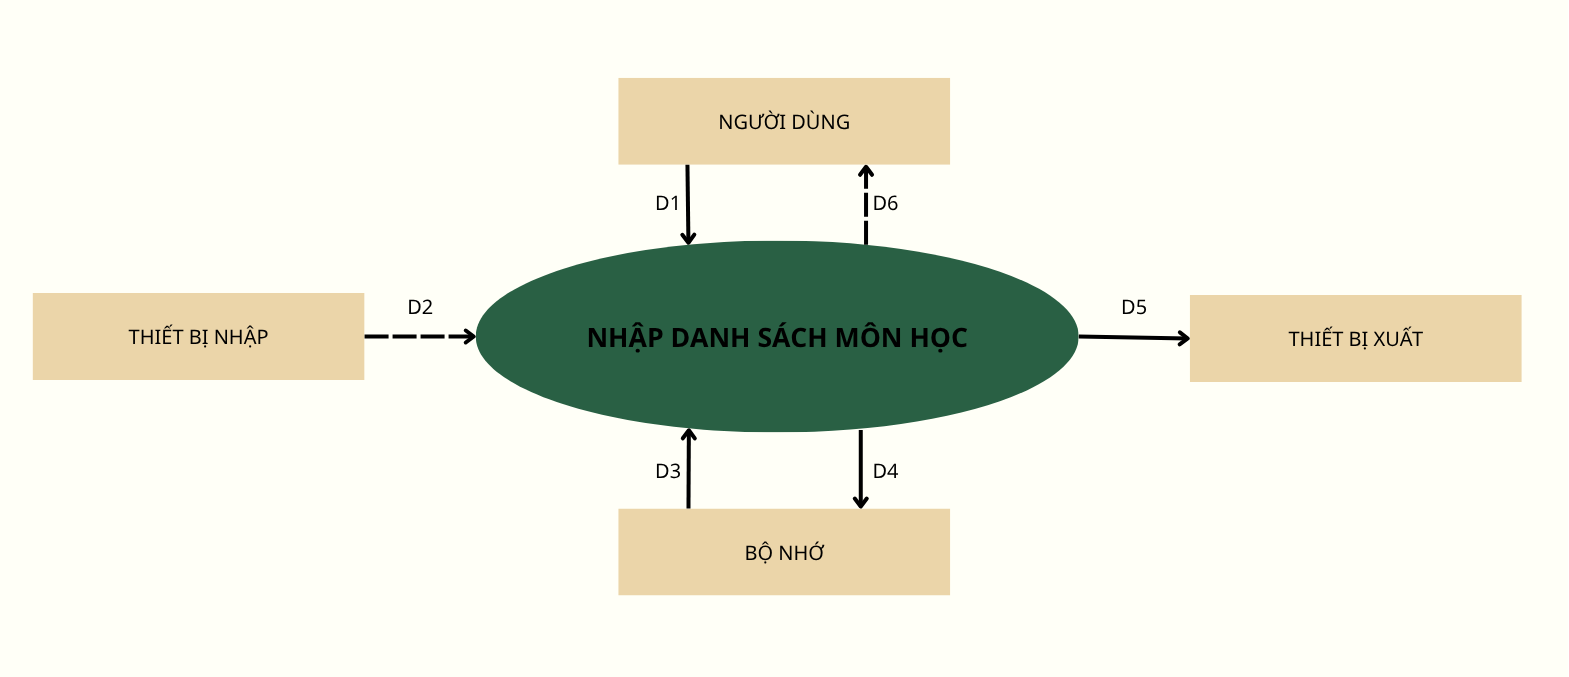 NGƯỜI DÙNG
D1
D6
THIẾT BỊ NHẬP
D2
NHẬP DANH SÁCH MÔN HỌC
D5
THIẾT BỊ XUẤT
D3
D4
BỘ NHỚ